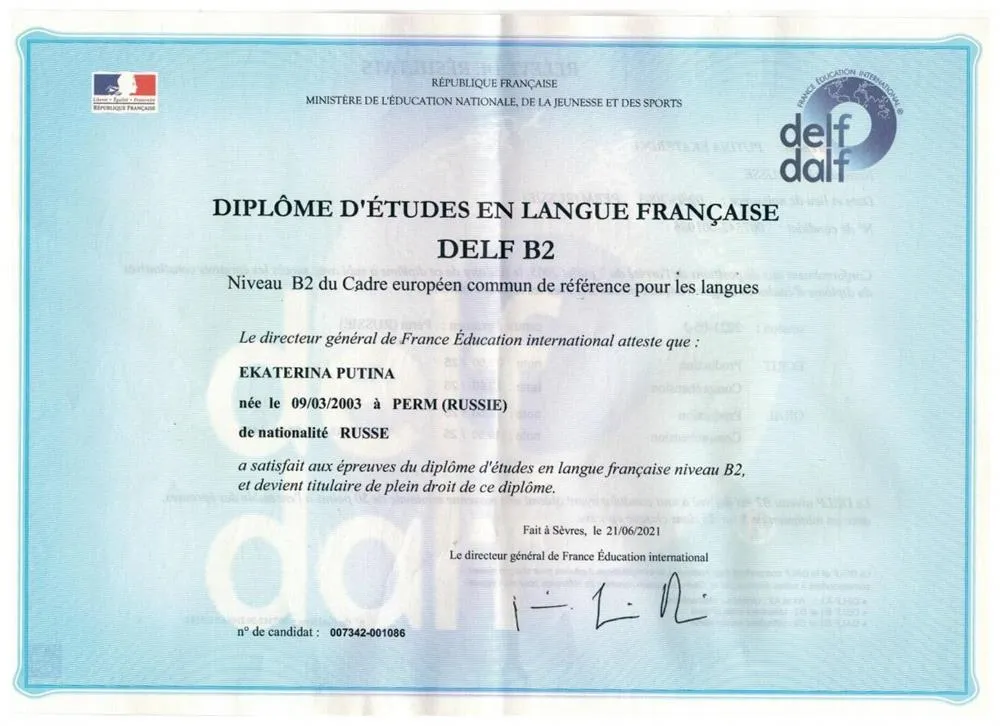 Liberté • Égalité • Fraternité
RÉPUBLIQUE FRANÇAISE
RÉPUBLIQUE FRANÇAISE
MINISTÈRE DE L'ÉDUCATION NATIONALE, DE LA JEUNESSE ET DES SPORTS
FRANCE ÉDUCATION INTERNATIONAL ®
delf
dalf
DIPLÔME D'ÉTUDES EN LANGUE FRANÇAISE
DELF B2
Niveau B2 du Cadre européen commun de référence pour les langues
Le directeur général de France Éducation international atteste que :
EKATERINA PUTINA
née le 09/03/2003 à PERM (RUSSIE)
de nationalité RUSSE
a satisfait aux épreuves du diplôme d'études en langue française niveau B2,
et devient titulaire de plein droit de ce diplôme.
Fait à Sèvres, le 21/06/2021
Le directeur général de France Éducation international
n° de candidat : 007342-001086
delf
dalf